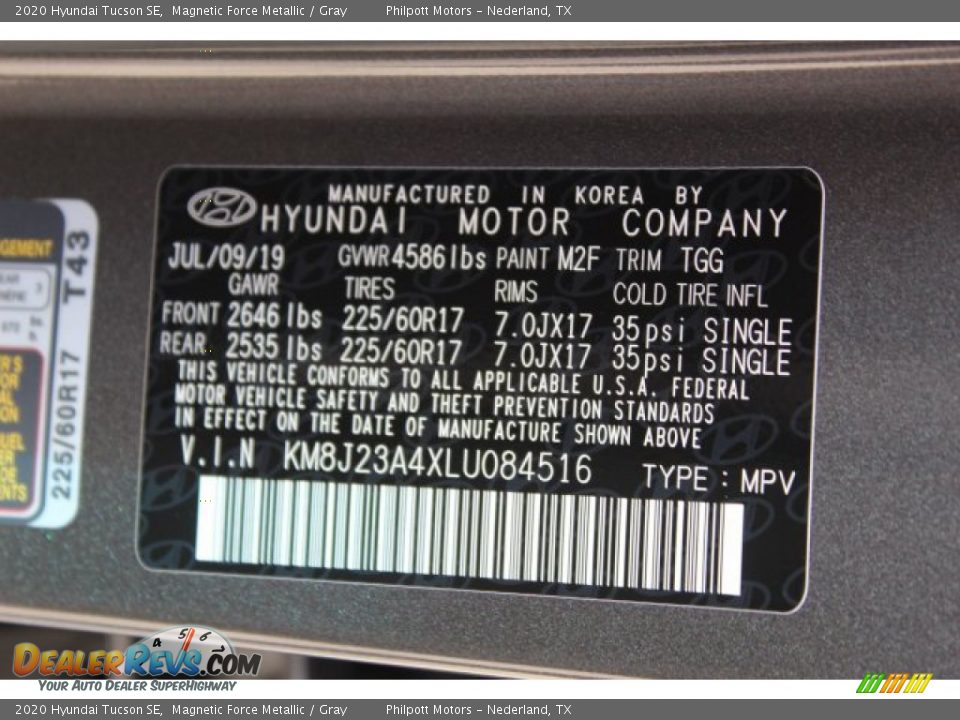 2020 Hyundai Tucson SE, Magnetic Force Metallic / Gray Philpott Motors - Nederland, TX
MANUFACTURED IN KOREA BY
HYUNDAI MOTOR COMPANY
JUL/09/19 GVWR 4586 lbs PAINT M2F TRIM TGG
GAWR TIRES RIMS COLD TIRE INFL
FRONT 2646 lbs 225/60R17 7.0JX17 35psi SINGLE
REAR 2535 lbs 225/60R17 7.0JX17 35psi SINGLE
THIS VEHICLE CONFORMS TO ALL APPLICABLE U.S.A. FEDERAL
MOTOR VEHICLE SAFETY AND THEFT PREVENTION STANDARDS
IN EFFECT ON THE DATE OF MANUFACTURE SHOWN ABOVE
V.I.N KM8J23A4XLU084516 TYPE : MPV
225/60R17 T43
4 5 6
DealerRevs.com
Your Auto Dealer SuperHighway
2020 Hyundai Tucson SE, Magnetic Force Metallic / Gray Philpott Motors - Nederland, TX